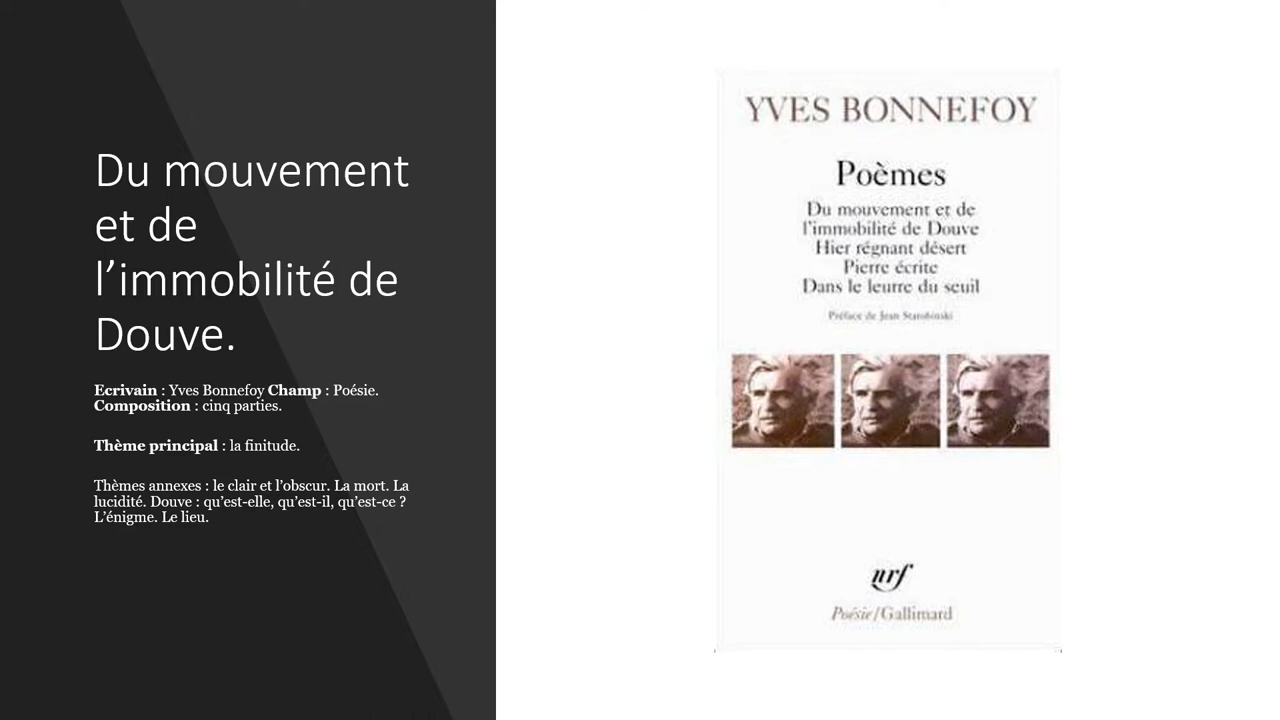 Du mouvement
et de
l’immobilité de
Douve.
Ecrivain : Yves Bonnefoy Champ : Poésie.
Composition : cinq parties.
Thème principal : la finitude.
Thèmes annexes : le clair et l’obscur. La mort. La
lucidité. Douve : qu’est-elle, qu’est-il, qu’est-ce ?
L’énigme. Le lieu.
YVES BONNEFOY
Poèmes
Du mouvement et de
l’immobilité de Douve
Hier régnant désert
Pierre écrite
Dans le leurre du seuil
Préface de Jean Starobinski
nrf
Poésie/Gallimard